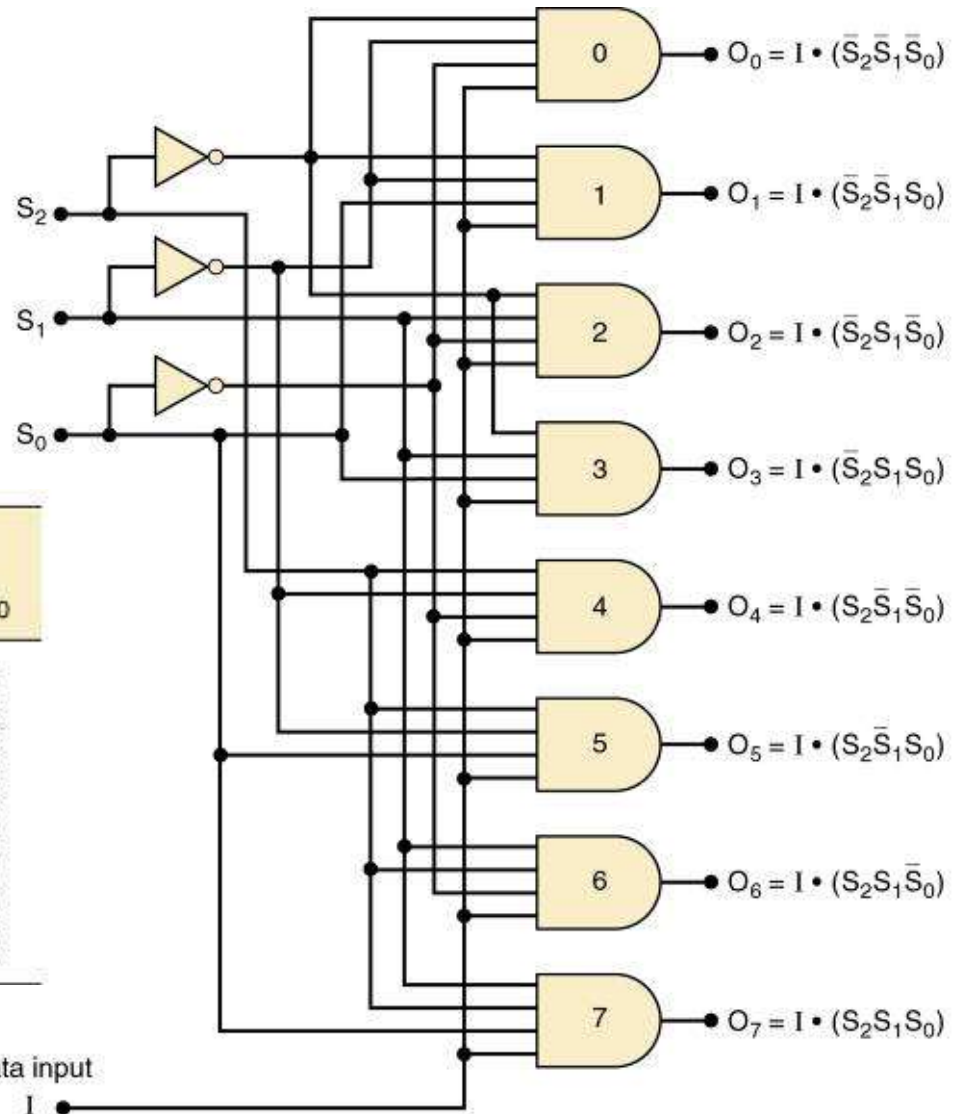 0
O₀ = I • (S̄₂S̄₁S̄₀)
1
O₁ = I • (S̄₂S̄₁S₀)
S₂
S₁
2
O₂ = I • (S̄₂S₁S̄₀)
S₀
3
O₃ = I • (S̄₂S₁S₀)
0
4
O₄ = I • (S₂S̄₁S̄₀)
5
O₅ = I • (S₂S̄₁S₀)
6
O₆ = I • (S₂S₁S̄₀)
7
O₇ = I • (S₂S₁S₀)
ta input
I